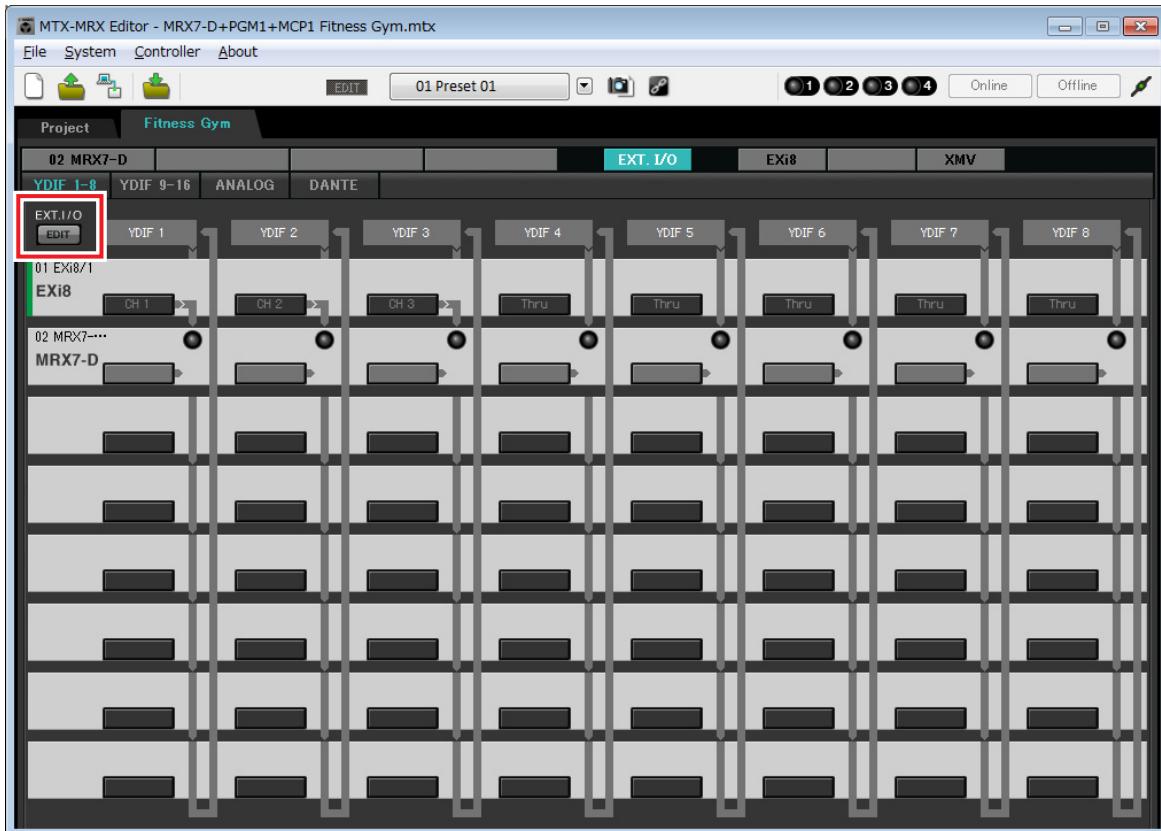 MTX-MRX Editor - MRX7-D+PGM1+MCP1 Fitness Gym.mtx
File System Controller About
EDIT 01 Preset 01 1 2 3 4 Online Offline
Project Fitness Gym
02 MRX7-D EXT. I/O EXi8 XMV
YDIF 1-8 YDIF 9-16 ANALOG DANTE
EXT.I/O
EDIT YDIF 1 YDIF 2 YDIF 3 YDIF 4 YDIF 5 YDIF 6 YDIF 7 YDIF 8
01 EXi8/1
EXi8
CH 1 CH 2 CH 3 Thru Thru Thru Thru Thru
02 MRX7-···
MRX7-D